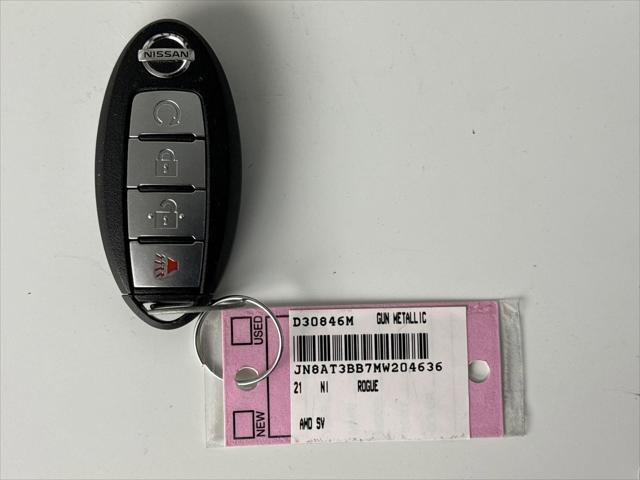 NISSAN
D30846M GUN METALLIC
JN8AT3BB7MW204636
21 NI ROGUE
AWD SV
USED
NEW